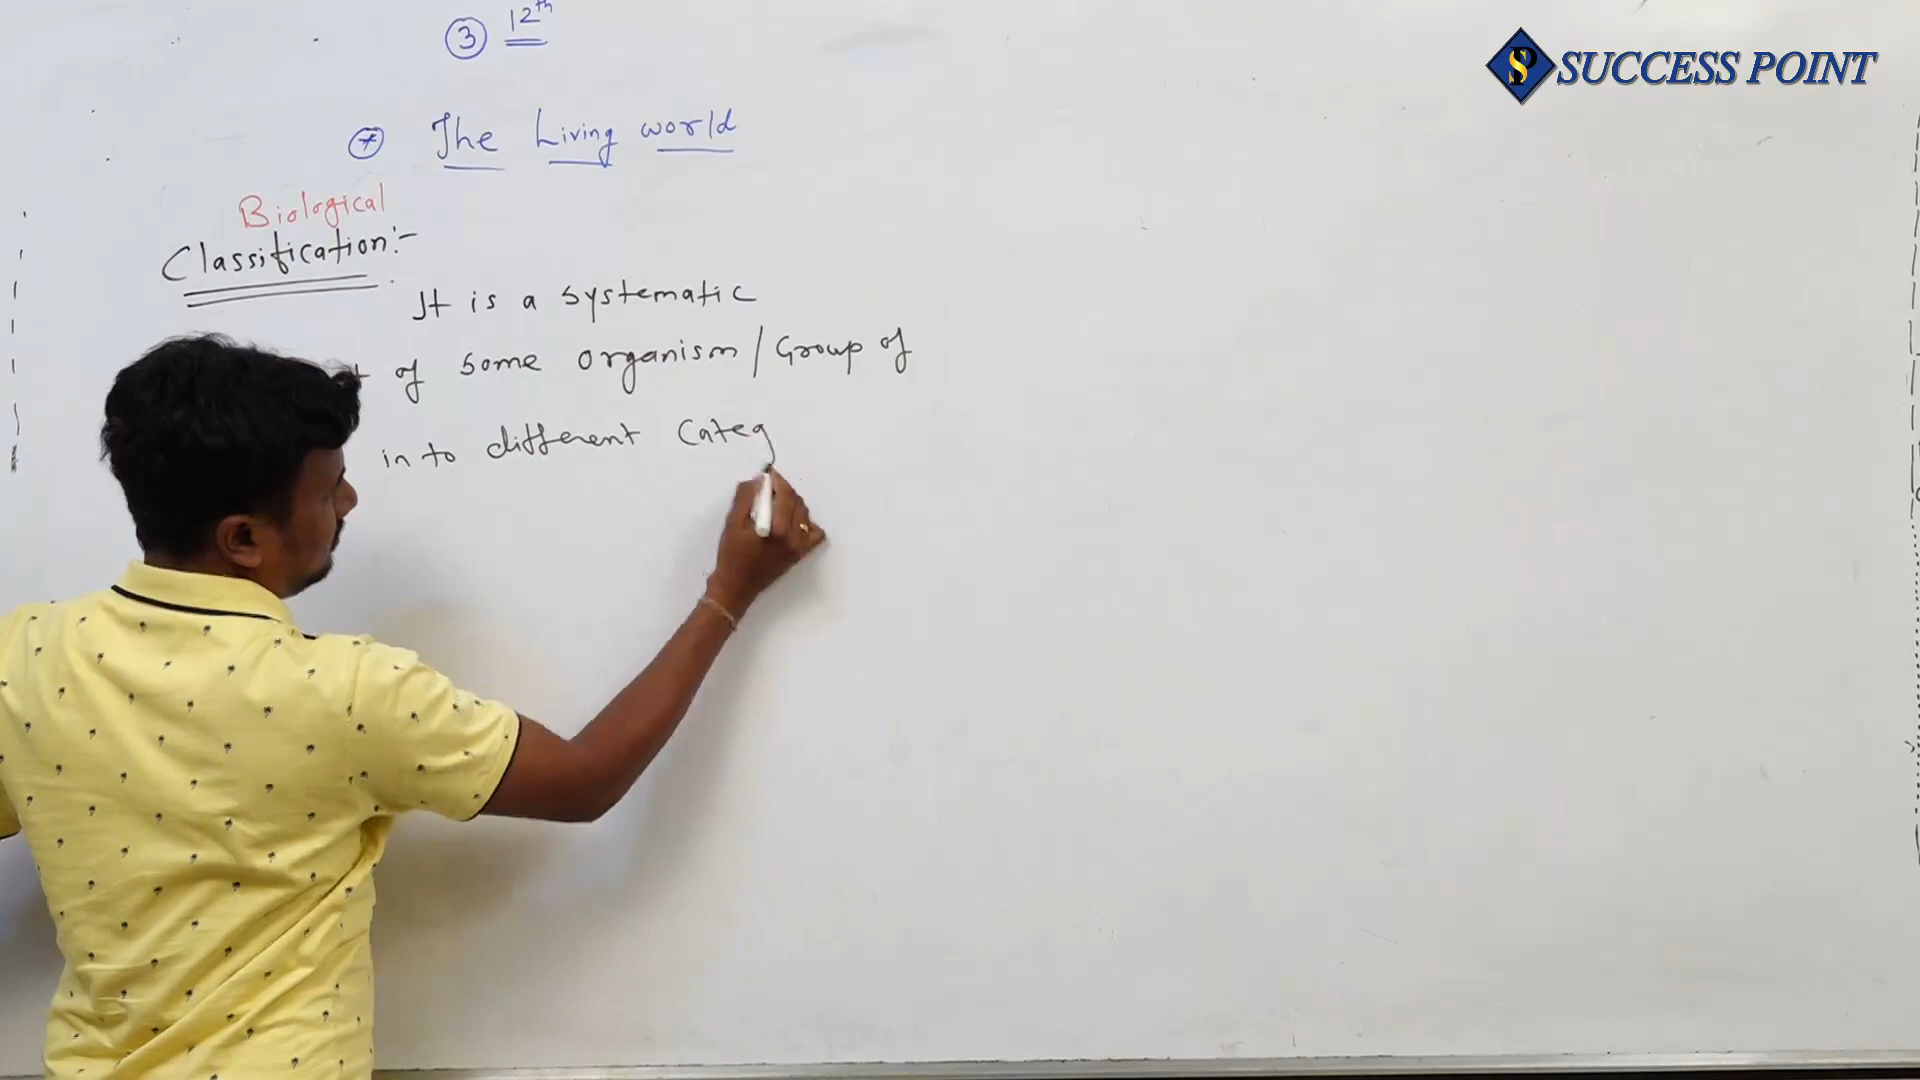 ③ 12th
SUCCESS POINT
* The Living world
Biological
Classification:-
It is a systematic
of some organism/Group of
in to different Categ